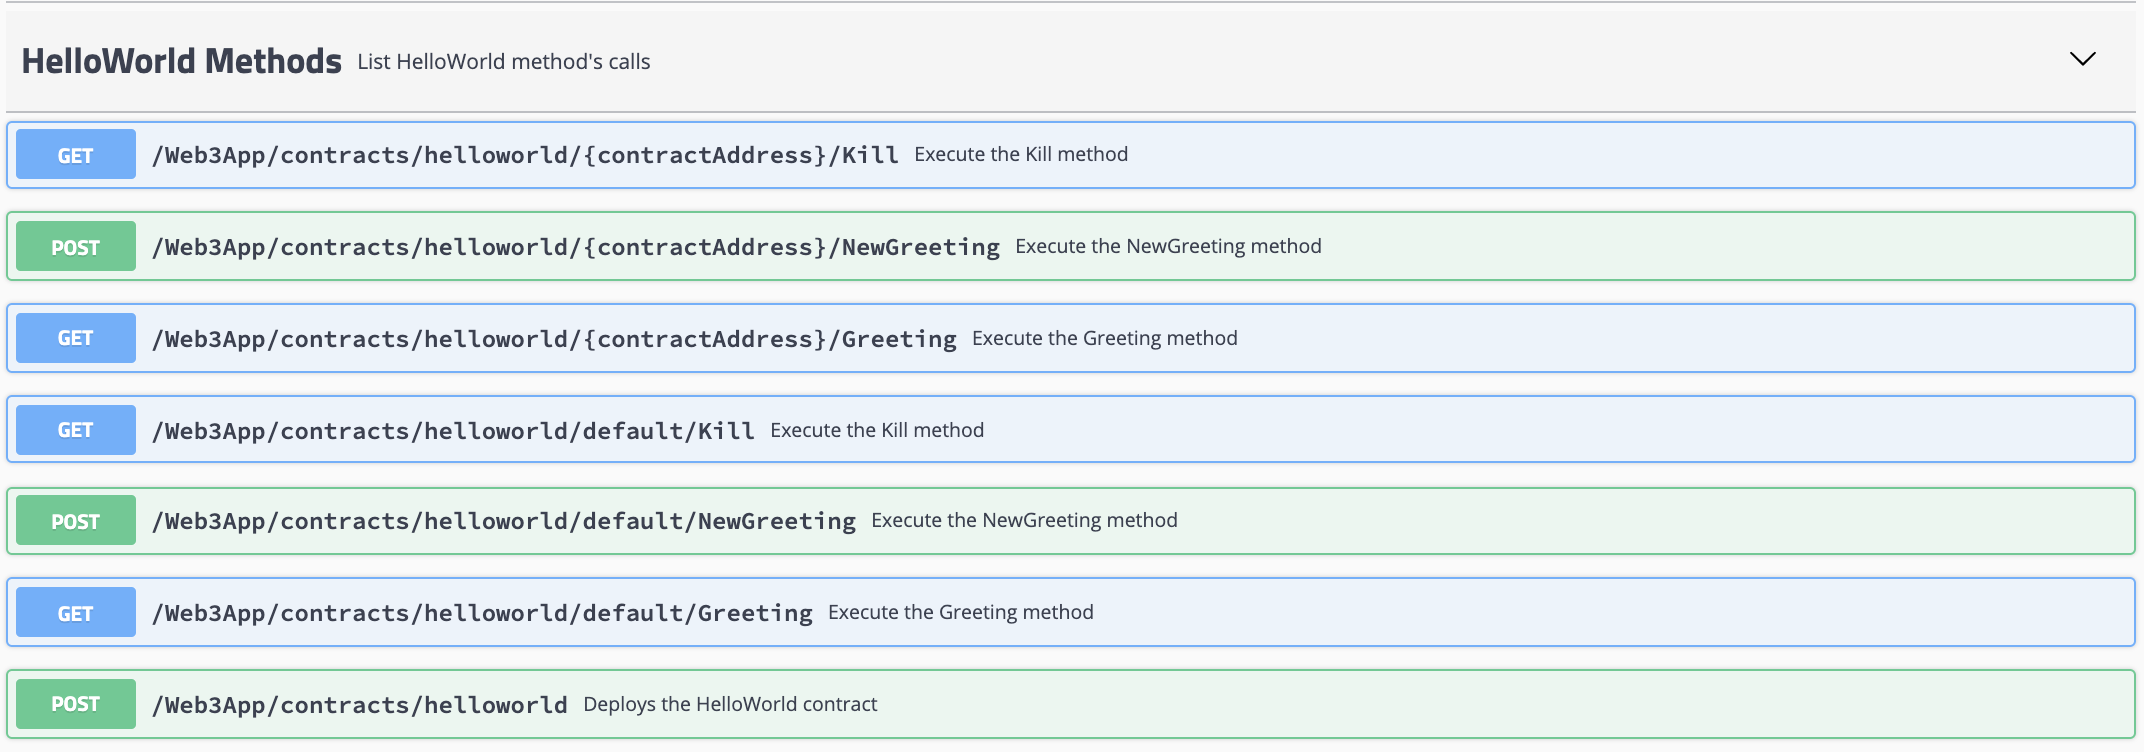 HelloWorld Methods List HelloWorld method's calls
GET /Web3App/contracts/helloworld/{contractAddress}/Kill Execute the Kill method
POST /Web3App/contracts/helloworld/{contractAddress}/NewGreeting Execute the NewGreeting method
GET /Web3App/contracts/helloworld/{contractAddress}/Greeting Execute the Greeting method
GET /Web3App/contracts/helloworld/default/Kill Execute the Kill method
POST /Web3App/contracts/helloworld/default/NewGreeting Execute the NewGreeting method
GET /Web3App/contracts/helloworld/default/Greeting Execute the Greeting method
POST /Web3App/contracts/helloworld Deploys the HelloWorld contract